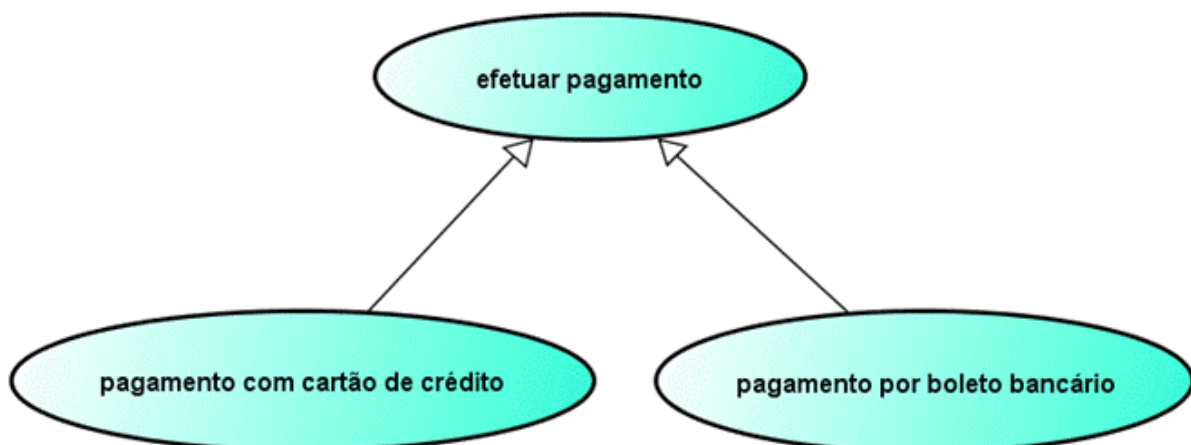 efetuar pagamento
pagamento com cartão de crédito
pagamento por boleto bancário